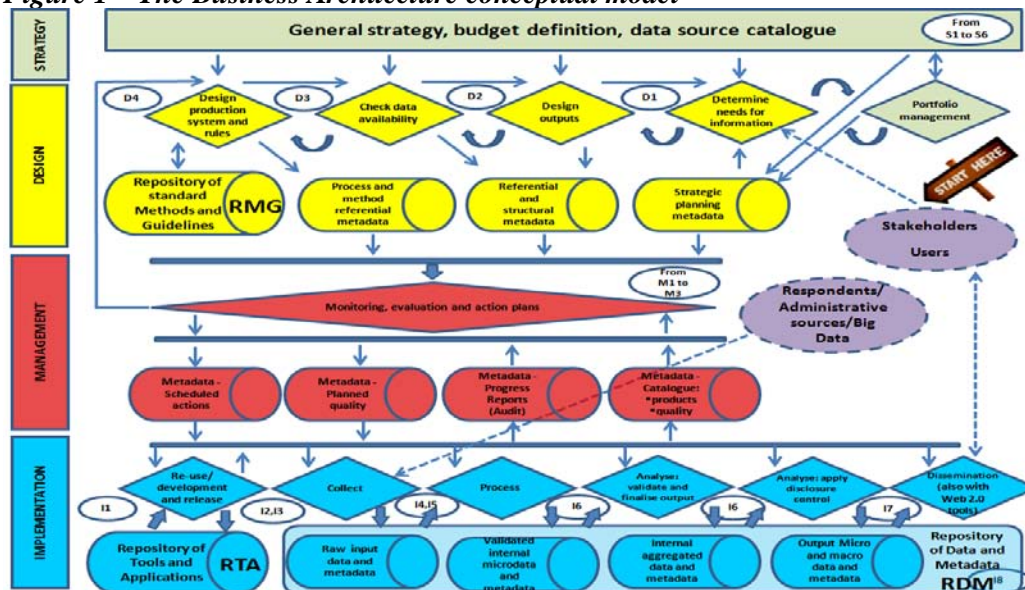 Figure 1 – The Business Architecture conceptual model
STRATEGY
General strategy, budget definition, data source catalogue
From
S1 to S6
DESIGN
D4
Design
production
system and
rules
D3
Check data
availability
D2
Design
outputs
D1
Determine
needs for
information
Portfolio
management
START HERE
Repository of
standard
Methods and
Guidelines
RMG
Process and
method
referential
metadata
Referential
and
structural
metadata
Strategic
planning
metadata
Stakeholders
Users
MANAGEMENT
From
M1 to
M3
Monitoring, evaluation and action plans
Respondents/
Administrative
sources/Big
Data
Metadata -
Scheduled
actions
Metadata -
Planned
quality
Metadata -
Progress
Reports
(Audit)
Metadata -
Catalogue:
•products
•quality
IMPLEMENTATION
I1
Re-use/
development
and release
I2,I3
Collect
I4,I5
Process
I6
Analyse:
validate and
finalise output
I6
Analyse: apply
disclosure
control
I7
Dissemination
(also with
Web 2.0
tools)
Repository of
Tools and
Applications
RTA
Raw input
data and
metadata
Validated
internal
microdata
and
metadata
Internal
aggregated
data and
metadata
Output Micro
and macro
data and
metadata
Repository
of Data and
Metadata
RDM
I8